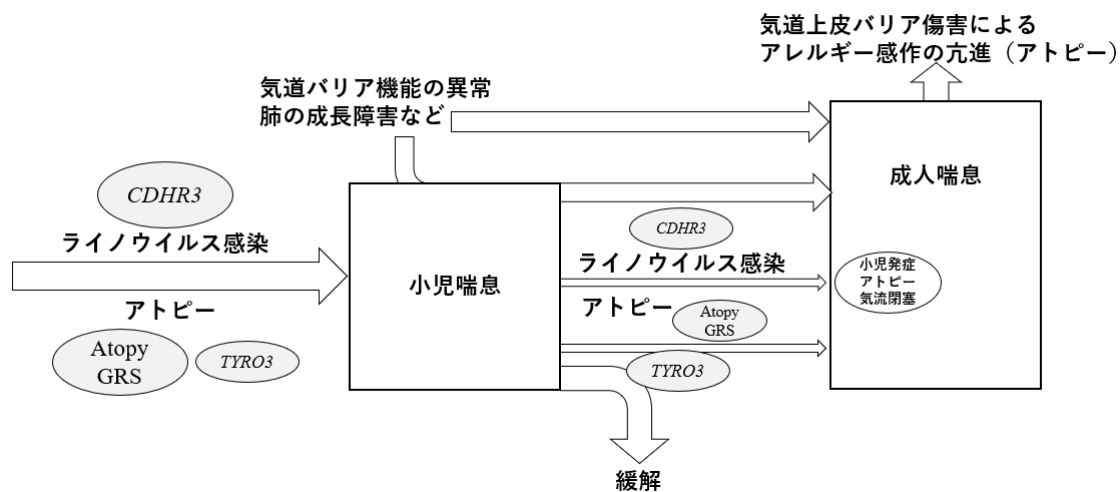 気道上皮バリア傷害による
アレルギー感作の亢進（アトピー）
気道バリア機能の異常
肺の成長障害など
成人喘息
CDHR3
ライノウイルス感染
アトピー
Atopy
GRS
TYRO3
小児喘息
CDHR3
ライノウイルス感染
アトピー
Atopy
GRS
TYRO3
小児発症
アトピー
気流閉塞
緩解